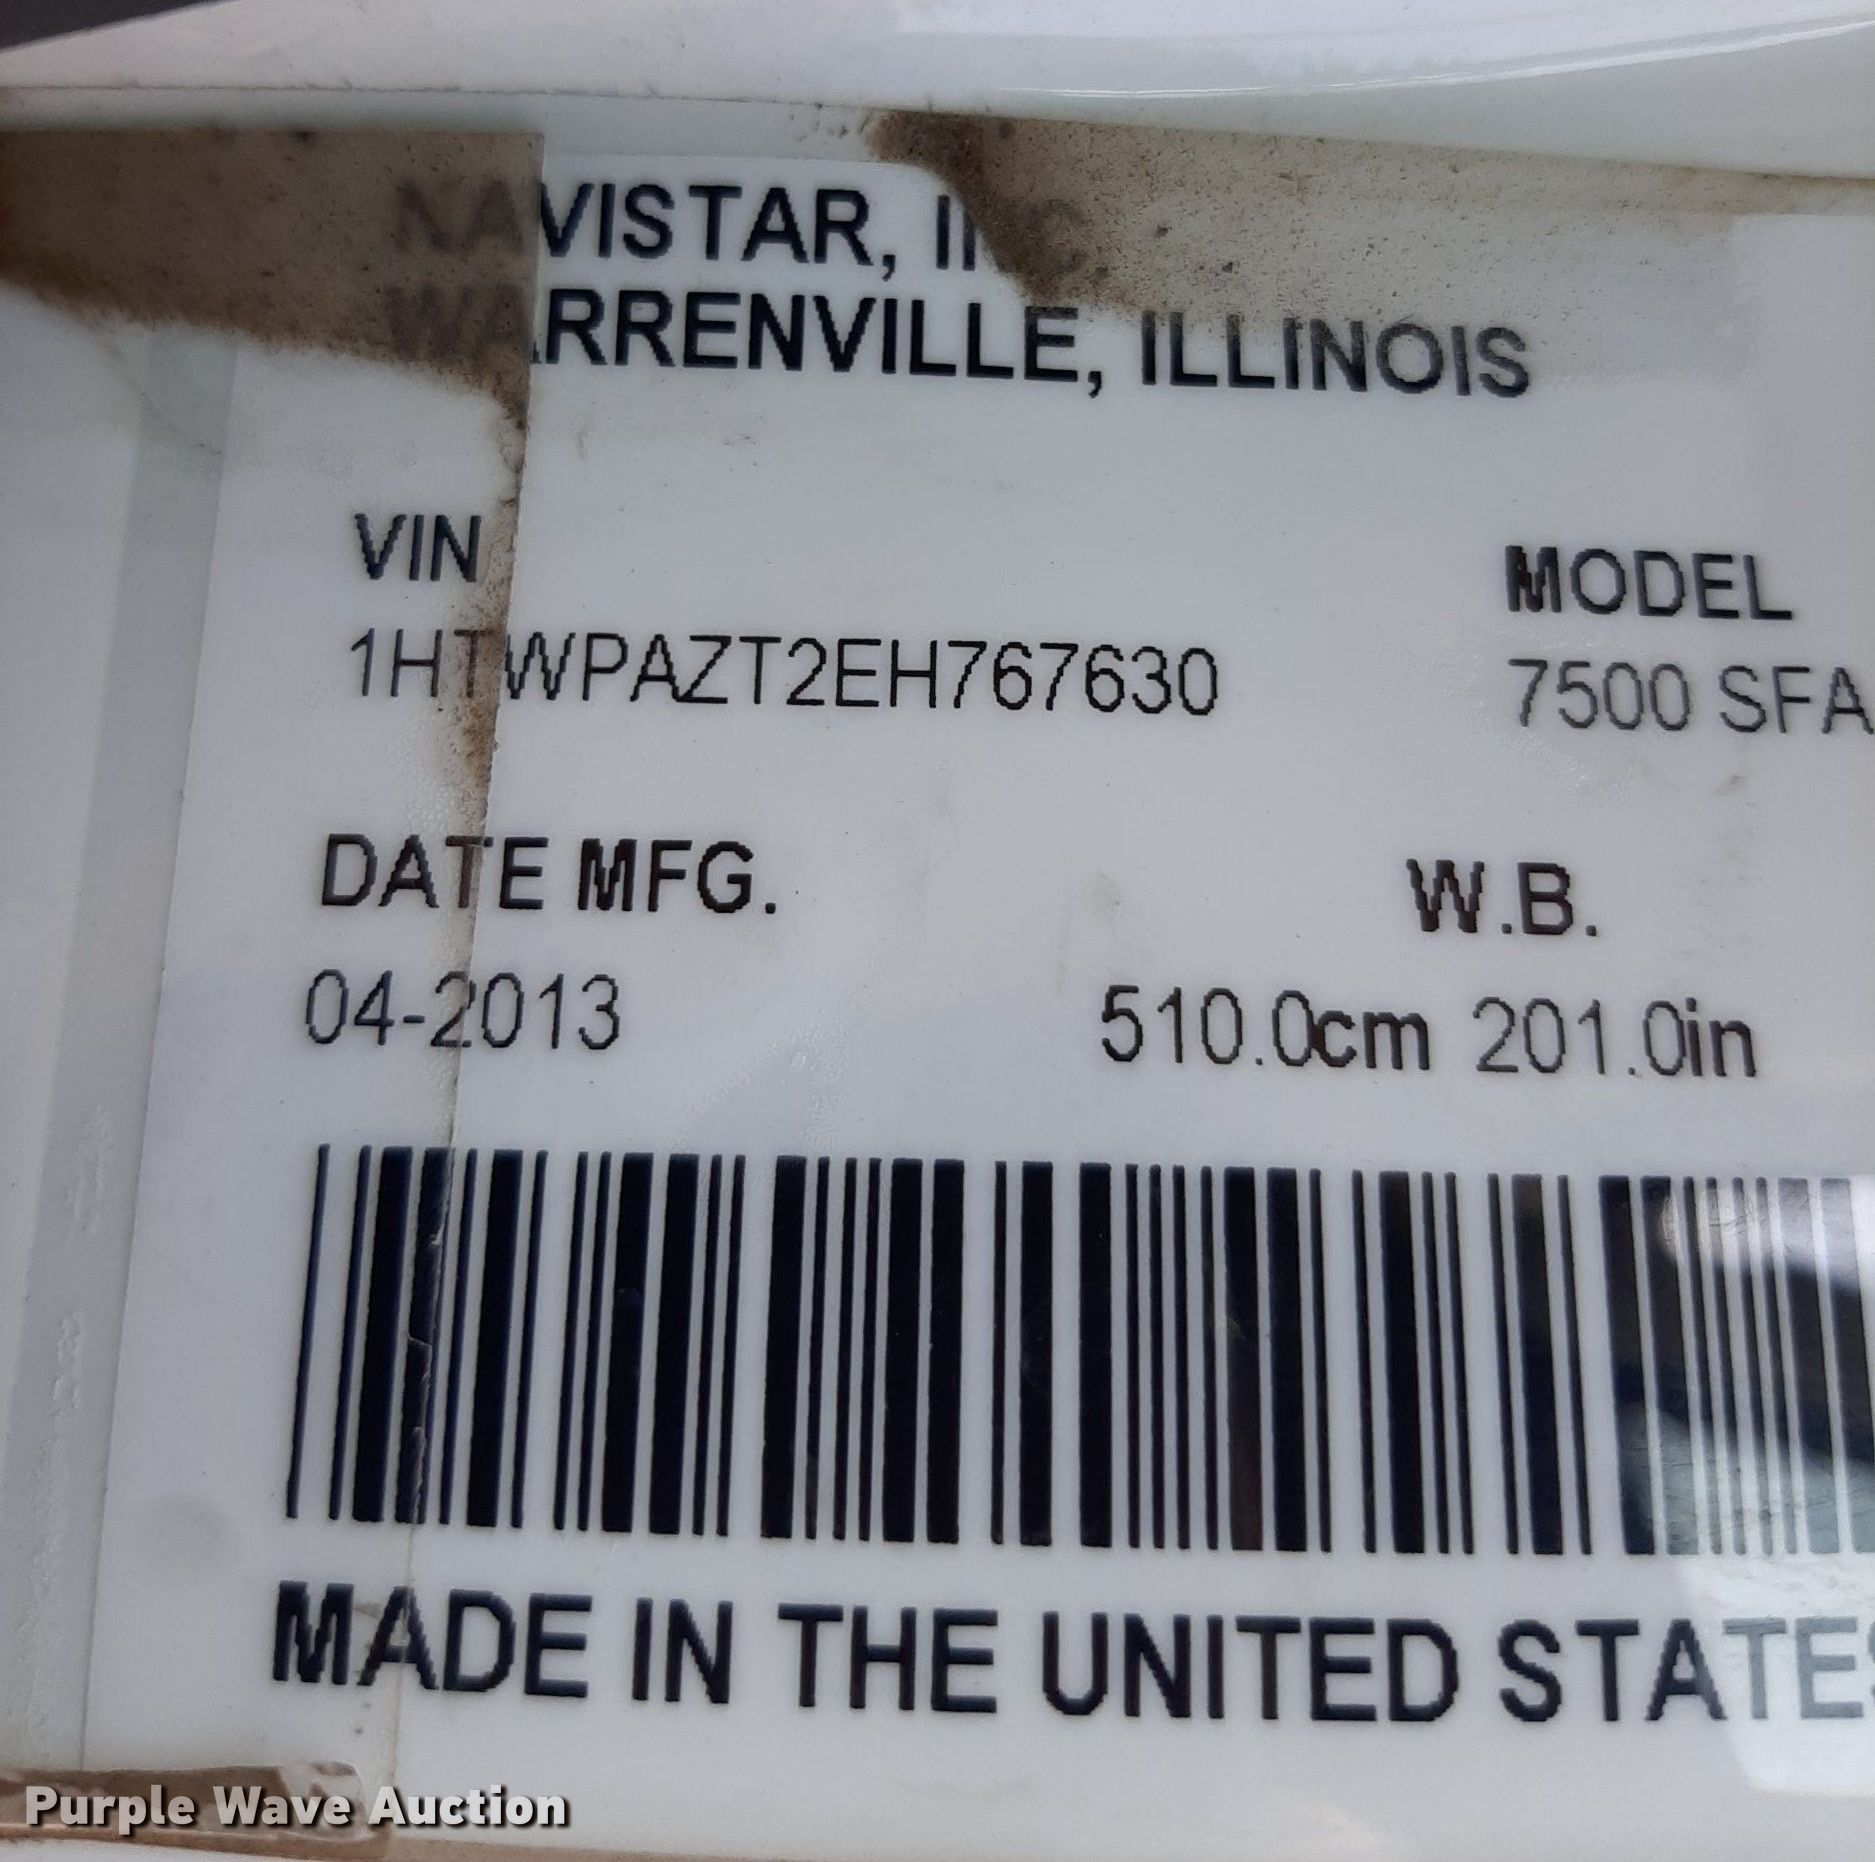 NAVISTAR, INC.
WARRENVILLE, ILLINOIS
VIN MODEL
1HTWPAZT2EH767630 7500 SFA
DATE MFG. W.B.
04-2013 510.0cm 201.0in
MADE IN THE UNITED STATES
Purple Wave Auction